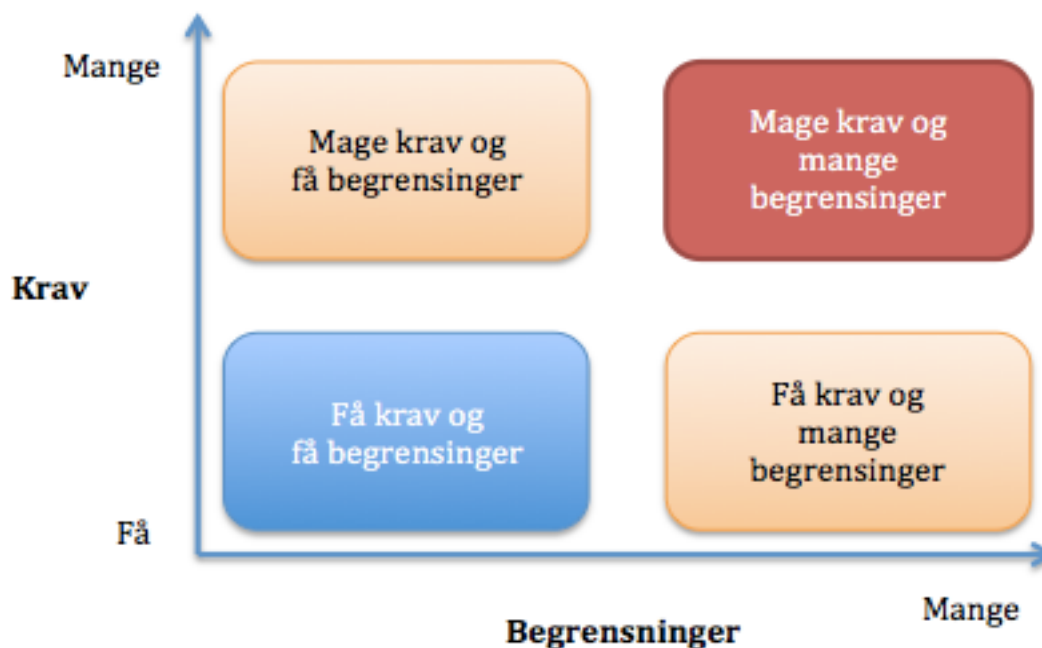 Mange
Mage krav og
få begrensinger
Mage krav og
mange
begrensinger
Krav
Få krav og
få begrensinger
Få krav og
mange
begrensinger
Få
Mange
Begrensninger